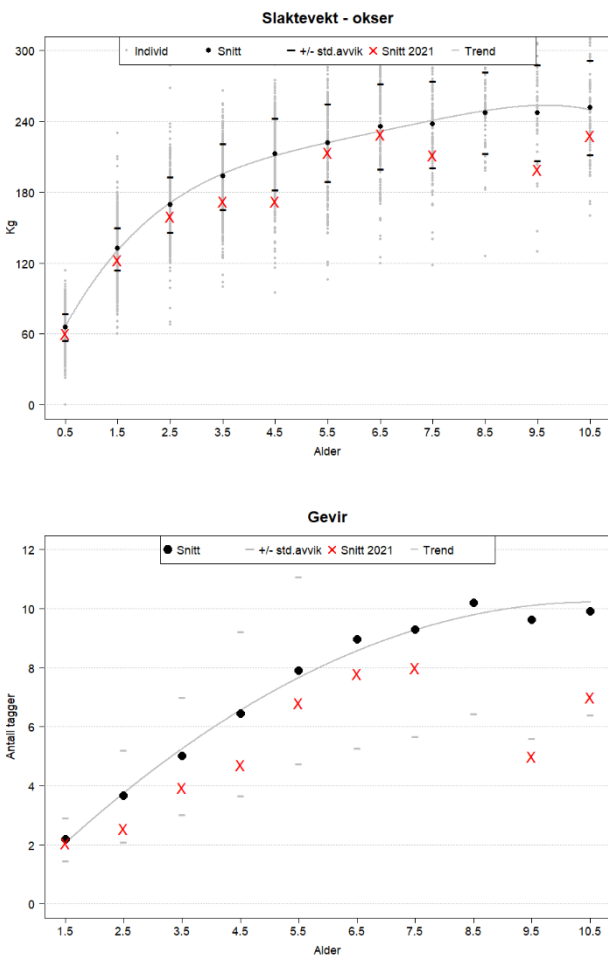 Slaktevekt - okser
Individ Snitt +/- std.avvik Snitt 2021 Trend
300
240
180
120
60
0
Kg
0.5 1.5 2.5 3.5 4.5 5.5 6.5 7.5 8.5 9.5 10.5
Alder
Gevir
Snitt +/- std.avvik Snitt 2021 Trend
12
10
8
6
4
2
0
Antall tagger
1.5 2.5 3.5 4.5 5.5 6.5 7.5 8.5 9.5 10.5
Alder